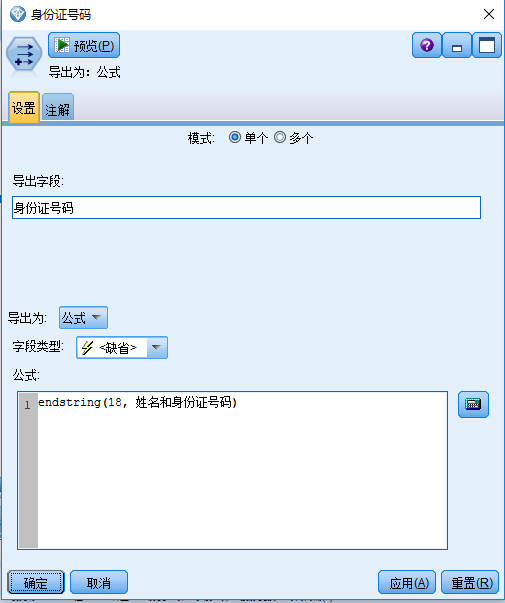 身份证号码
预览(P)
导出为：公式
设置 注解
模式: 单个 多个
导出字段:
身份证号码
导出为: 公式
字段类型: <缺省>
公式:
1 endstring(18, 姓名和身份证号码)
确定 取消 应用(A) 重置(R)